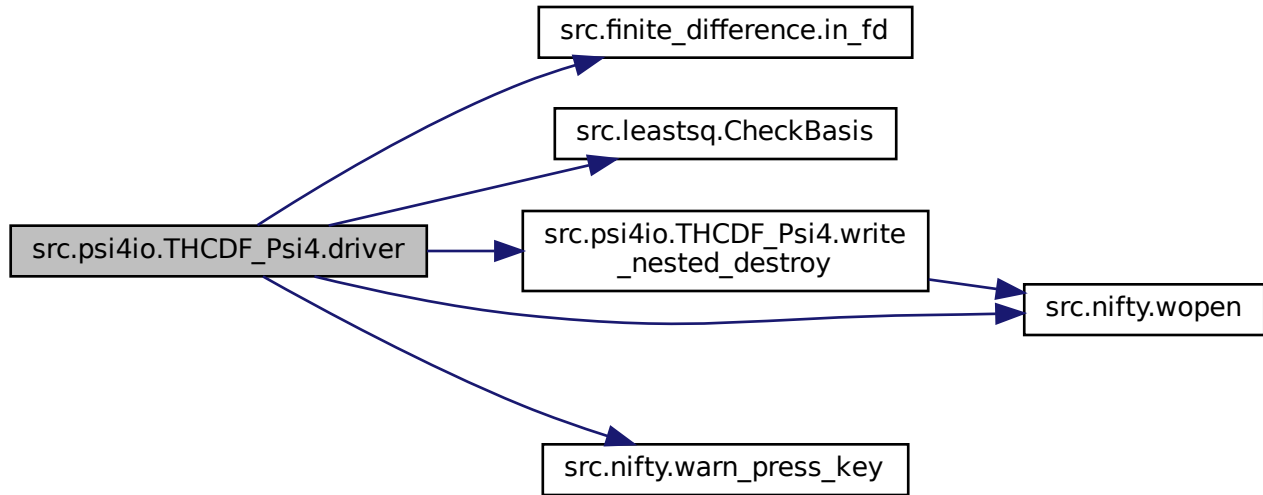 src.finite_difference.in_fd
src.leastsq.CheckBasis
src.psi4io.THCDF_Psi4.driver
src.psi4io.THCDF_Psi4.write
_nested_destroy
src.nifty.wopen
src.nifty.warn_press_key